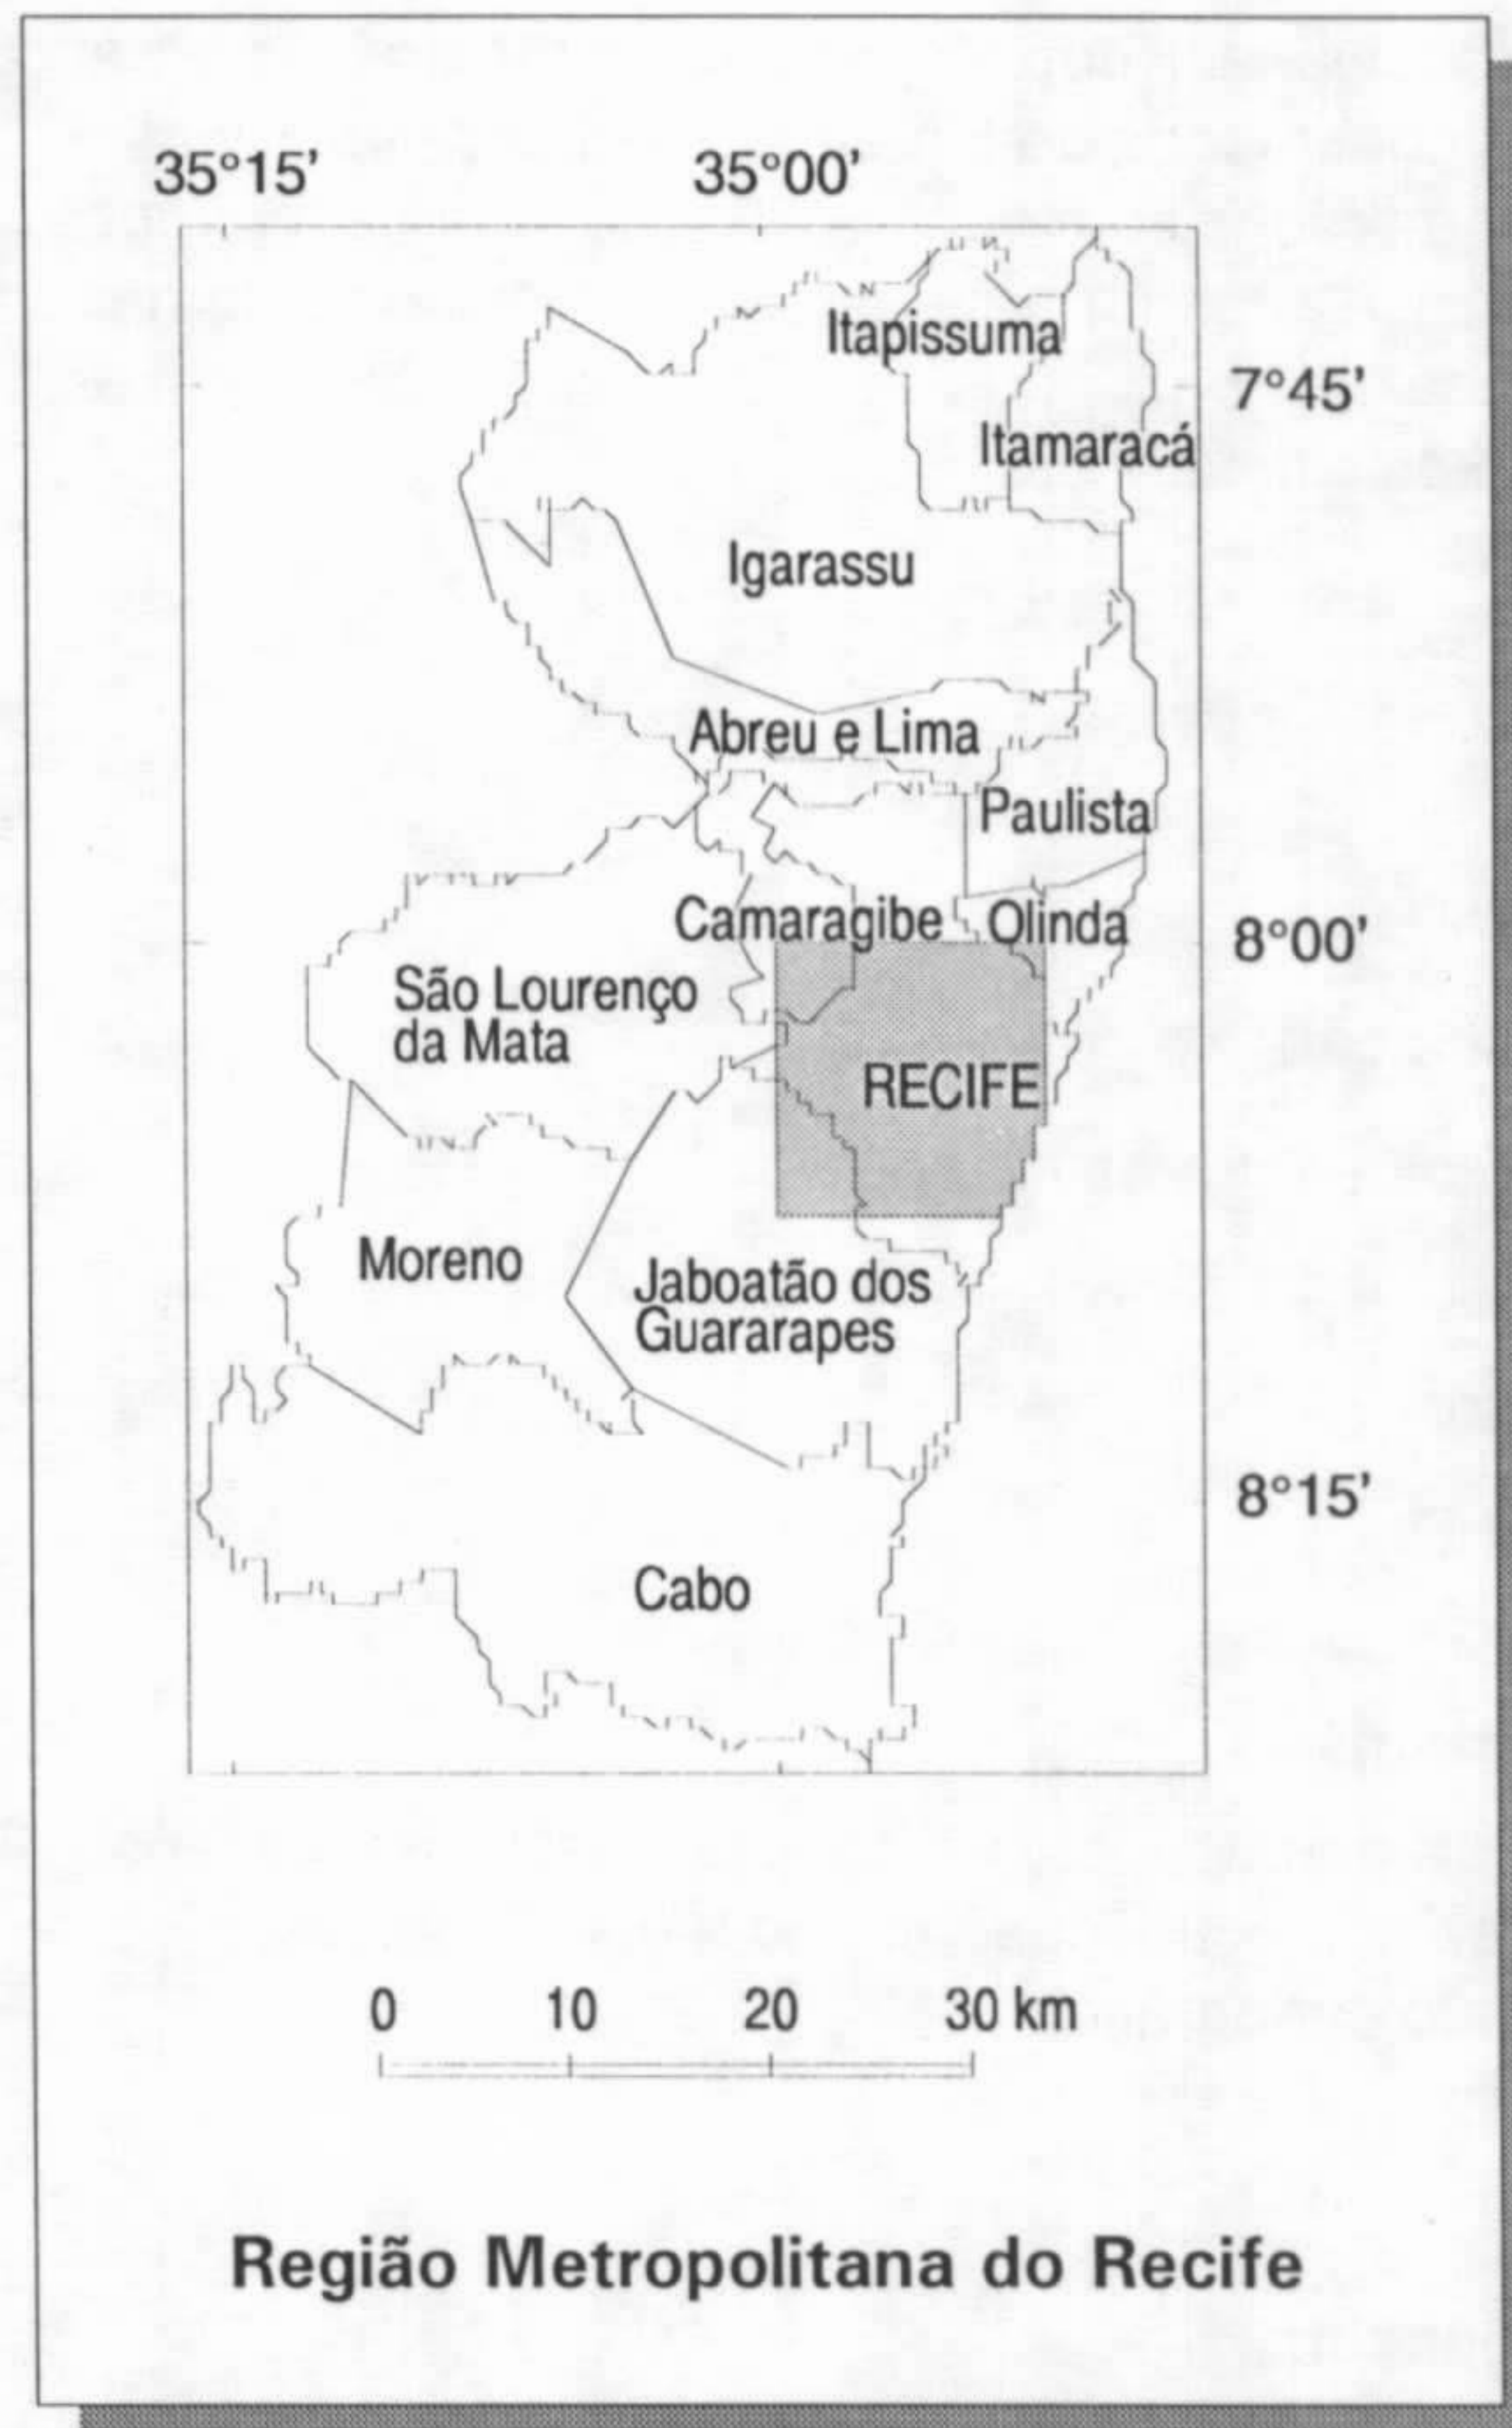 35°15' 35°00'
Itapissuma
7°45'
Itamaracá
Igarassu
Abreu e Lima
Paulista
Camaragibe Olinda
8°00'
São Lourenço
da Mata
RECIFE
Moreno
Jaboatão dos
Guararapes
8°15'
Cabo
0 10 20 30 km
Região Metropolitana do Recife